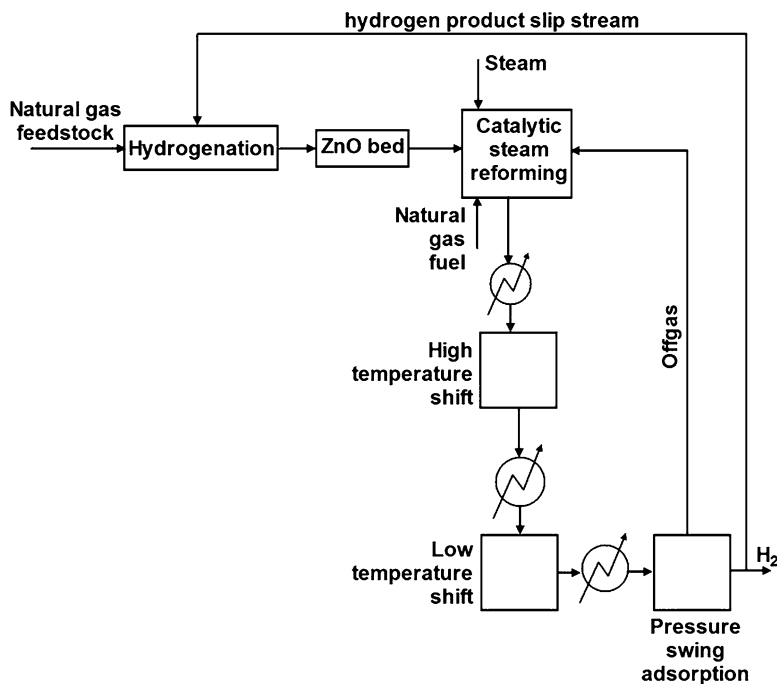 hydrogen product slip stream
Steam
Natural gas
feedstock
Hydrogenation
ZnO bed
Catalytic
steam
reforming
Natural
gas
fuel
Offgas
High
temperature
shift
Low
temperature
shift
H2
Pressure
swing
adsorption